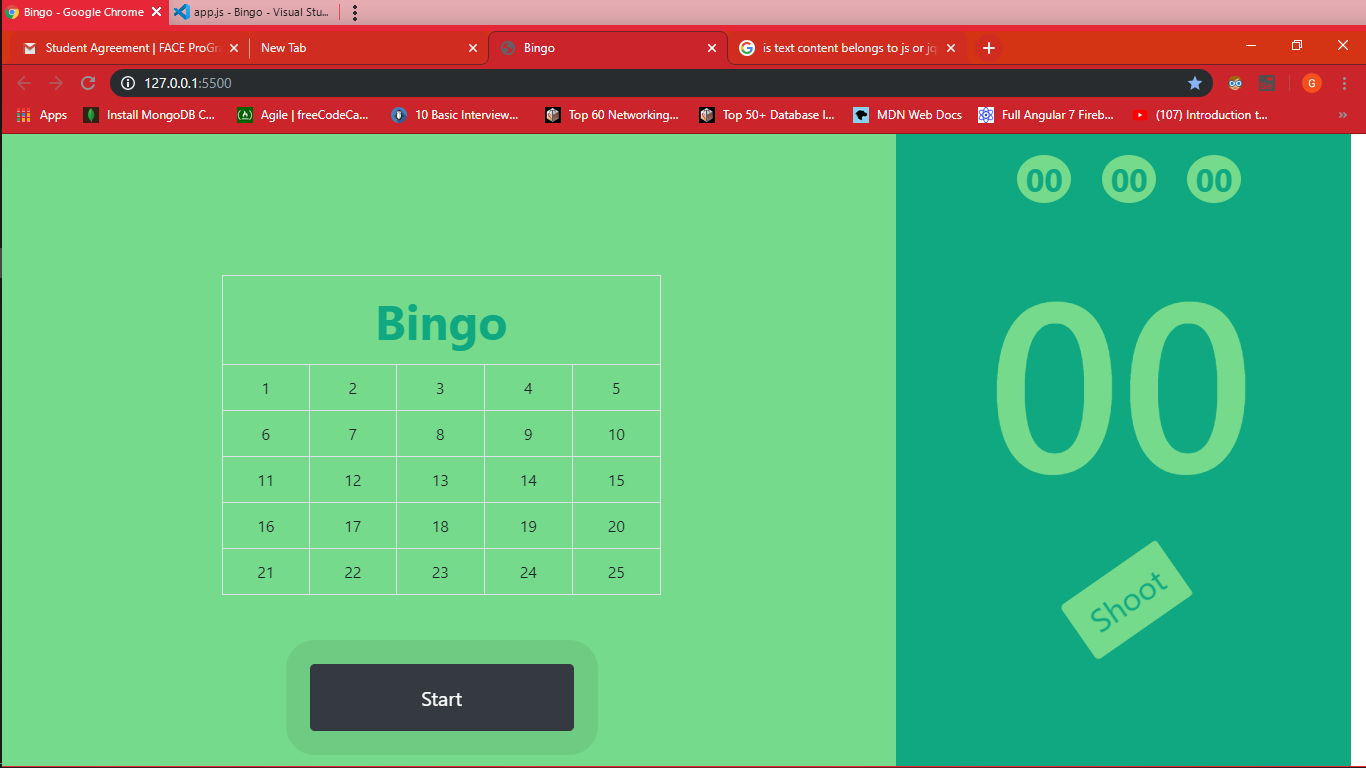 Bingo - Google Chrome
app.js - Bingo - Visual Stu...
Student Agreement | FACE ProGr
New Tab
Bingo
is text content belongs to js or jq
127.0.0.1:5500
G
Apps
Install MongoDB C...
Agile | freeCodeCa...
10 Basic Interview...
Top 60 Networking...
Top 50+ Database I...
MDN Web Docs
Full Angular 7 Fireb...
(107) Introduction t...
»
00 00 00
Bingo
1 2 3 4 5
6 7 8 9 10
11 12 13 14 15
16 17 18 19 20
21 22 23 24 25
00
Shoot
Start